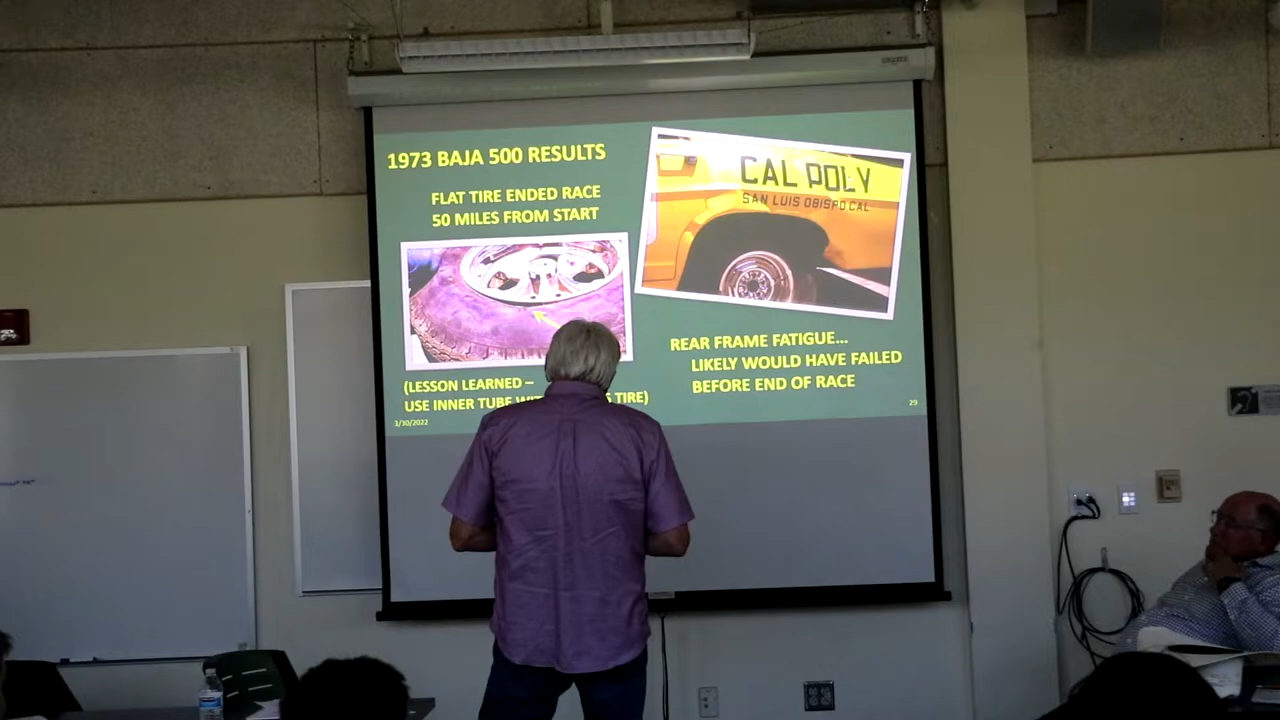 1973 BAJA 500 RESULTS
FLAT TIRE ENDED RACE
50 MILES FROM START
CAL POLY
SAN LUIS OBISPO, CAL.
(LESSON LEARNED –
USE INNER TUBE TIRE)
3/30/2022
REAR FRAME FATIGUE...
LIKELY WOULD HAVE FAILED
BEFORE END OF RACE
29